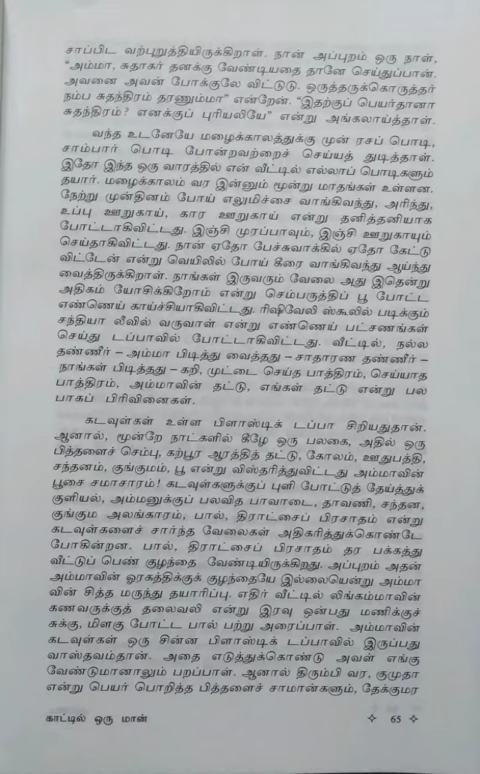 சாப்பிட வற்புறுத்தியிருக்கிறாள். நான் அப்புறம் ஒரு நாள்,
"அம்மா, சுதாகர் தனக்கு வேண்டியதை தானே செய்துப்பான்.
அவனை அவன் போக்குலே விட்டுடு. ஒருத்தருக்கொருத்தர்
நம்ப சுதந்திரம் தரணும்மா" என்றேன். "இதற்குப் பெயர்தானா
சுதந்திரம்? எனக்குப் புரியலியே" என்று அங்கலாய்த்தாள்.
வந்த உடனேயே மழைக்காலத்துக்கு முன் ரசப் பொடி,
சாம்பார் பொடி போன்றவற்றைச் செய்யத் துடித்தாள்.
இதோ இந்த ஒரு வாரத்தில் என் வீட்டில் எல்லாப் பொடிகளும்
தயார். மழைக்காலம் வர இன்னும் மூன்று மாதங்கள் உள்ளன.
நேற்று முன்தினம் போய் எலுமிச்சை வாங்கிவந்து, அரிந்து,
உப்பு ஊறுகாய், கார ஊறுகாய் என்று தனித்தனியாக
போட்டாகிவிட்டது. இஞ்சி முரப்பாவும், இஞ்சி ஊறுகாயும்
செய்தாகிவிட்டது. நான் ஏதோ பேச்சுவாக்கில் ஏதோ கேட்டு
விட்டேன் என்று வெயிலில் போய் கீரை வாங்கிவந்து ஆய்ந்து
வைத்திருக்கிறாள். நாங்கள் இருவரும் வேலை அது இதென்று
அதிகம் யோசிக்கிறோம் என்று செம்பருத்திப் பூ போட்ட
எண்ணெய் காய்ச்சியாகிவிட்டது. ரிஷிவேலி ஸ்கூலில் படிக்கும்
சந்தியா லீவில் வருவாள் என்று எண்ணெய் பட்சணங்கள்
செய்து டப்பாவில் போட்டாகிவிட்டது. வீட்டில், நல்ல
தண்ணீர் – அம்மா பிடித்து வைத்தது – சாதாரண தண்ணீர் –
நாங்கள் பிடித்தது – கறி, முட்டை செய்த பாத்திரம், செய்யாத
பாத்திரம், அம்மாவின் தட்டு, எங்கள் தட்டு என்று பல
பாகப் பிரிவினைகள்.
கடவுள்கள் உள்ள பிளாஸ்டிக் டப்பா சிறியதுதான்.
ஆனால், மூன்றே நாட்களில் கீழே ஒரு பலகை, அதில் ஒரு
பித்தளைச் செம்பு, கற்பூர ஆரத்தித் தட்டு, கோலம், ஊதுபத்தி,
சந்தனம், குங்குமம், பூ என்று விஸ்தரித்துவிட்டது அம்மாவின்
பூசை சமாசாரம்! கடவுள்களுக்குப் புளி போட்டுத் தேய்த்துக்
குளியல், அம்மனுக்குப் பலவித பாவாடை, தாவணி, சந்தன,
குங்கும அலங்காரம், பால், திராட்சைப் பிரசாதம் என்று
கடவுள்களைச் சார்ந்த வேலைகள் அதிகரித்துக்கொண்டே
போகின்றன. பால், திராட்சைப் பிரசாதம் தர பக்கத்து
வீட்டுப் பெண் குழந்தை வேண்டியிருக்கிறது. அப்புறம் அதன்
அம்மாவின் ஓரகத்திக்குக் குழந்தையே இல்லையென்று அம்மா
வின் சித்த மருந்து தயாரிப்பு. எதிர் வீட்டில் லிங்கம்மாவின்
கணவருக்குத் தலைவலி என்று இரவு ஒன்பது மணிக்குச்
சுக்கு, மிளகு போட்ட பால் பற்று அரைப்பாள். அம்மாவின்
கடவுள்கள் ஒரு சின்ன பிளாஸ்டிக் டப்பாவில் இருப்பது
வாஸ்தவம்தான். அதை எடுத்துக்கொண்டு அவள் எங்கு
வேண்டுமானாலும் பறப்பாள். ஆனால் திரும்பி வர, குமுதா
என்று பெயர் பொறித்த பித்தளைச் சாமான்களும், தேக்குமர
காட்டில் ஒரு மான் ✧ 65 ✧